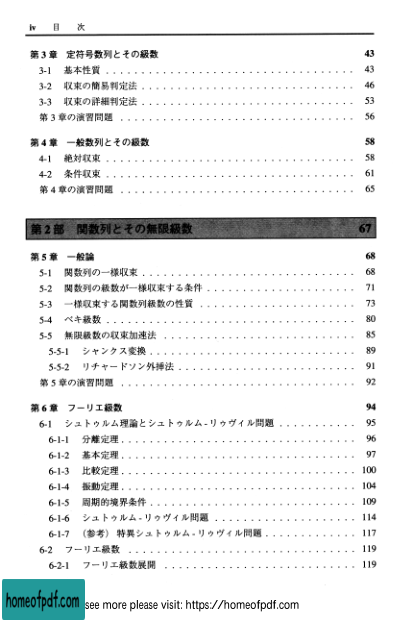 iv 目 次
第3章 定符号数列とその級数 43
3-1 基本性質 43
3-2 収束の簡易判定法 46
3-3 収束の詳細判定法 53
第3章の演習問題 56
第4章 一般数列とその級数 58
4-1 絶対収束 58
4-2 条件収束 61
第4章の演習問題 65
第2部 関数列とその無限級数 67
第5章 一般論 68
5-1 関数列の一様収束 68
5-2 関数列の級数が一様収束する条件 71
5-3 一様収束する関数列級数の性質 73
5-4 ベキ級数 80
5-5 無限級数の収束加速法 85
5-5-1 シャンクス変換 89
5-5-2 リチャードソン外挿法 91
第5章の演習問題 92
第6章 フーリエ級数 94
6-1 シュトゥルム理論とシュトゥルム-リゥヴィル問題 95
6-1-1 分離定理 96
6-1-2 基本定理 97
6-1-3 比較定理 100
6-1-4 振動定理 104
6-1-5 周期的境界条件 109
6-1-6 シュトゥルム-リゥヴィル問題 114
6-1-7 (参考) 特異シュトゥルム-リゥヴィル問題 117
6-2 フーリエ級数 119
6-2-1 フーリエ級数展開 119
homeofpdf.com see more please visit: https://homeofpdf.com